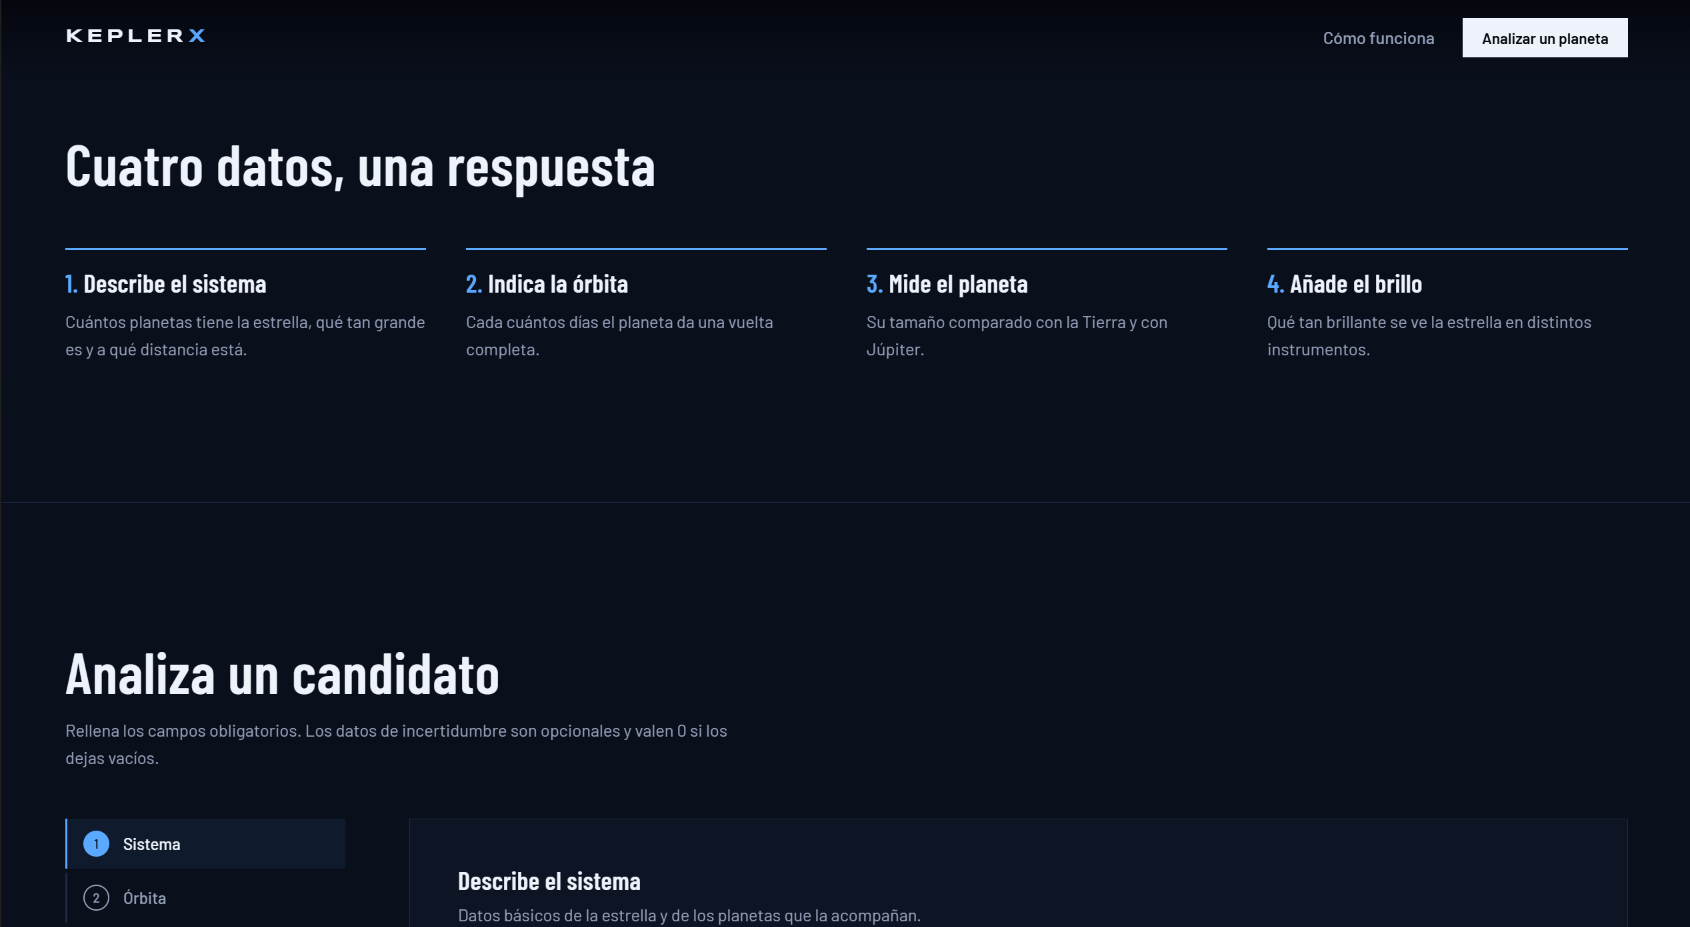 KEPLERX
Cómo funciona
Analizar un planeta
Cuatro datos, una respuesta
1. Describe el sistema
Cuántos planetas tiene la estrella, qué tan grande
es y a qué distancia está.
2. Indica la órbita
Cada cuántos días el planeta da una vuelta
completa.
3. Mide el planeta
Su tamaño comparado con la Tierra y con
Júpiter.
4. Añade el brillo
Qué tan brillante se ve la estrella en distintos
instrumentos.
Analiza un candidato
Rellena los campos obligatorios. Los datos de incertidumbre son opcionales y valen 0 si los
dejas vacíos.
1 Sistema
2 Órbita
Describe el sistema
Datos básicos de la estrella y de los planetas que la acompañan.